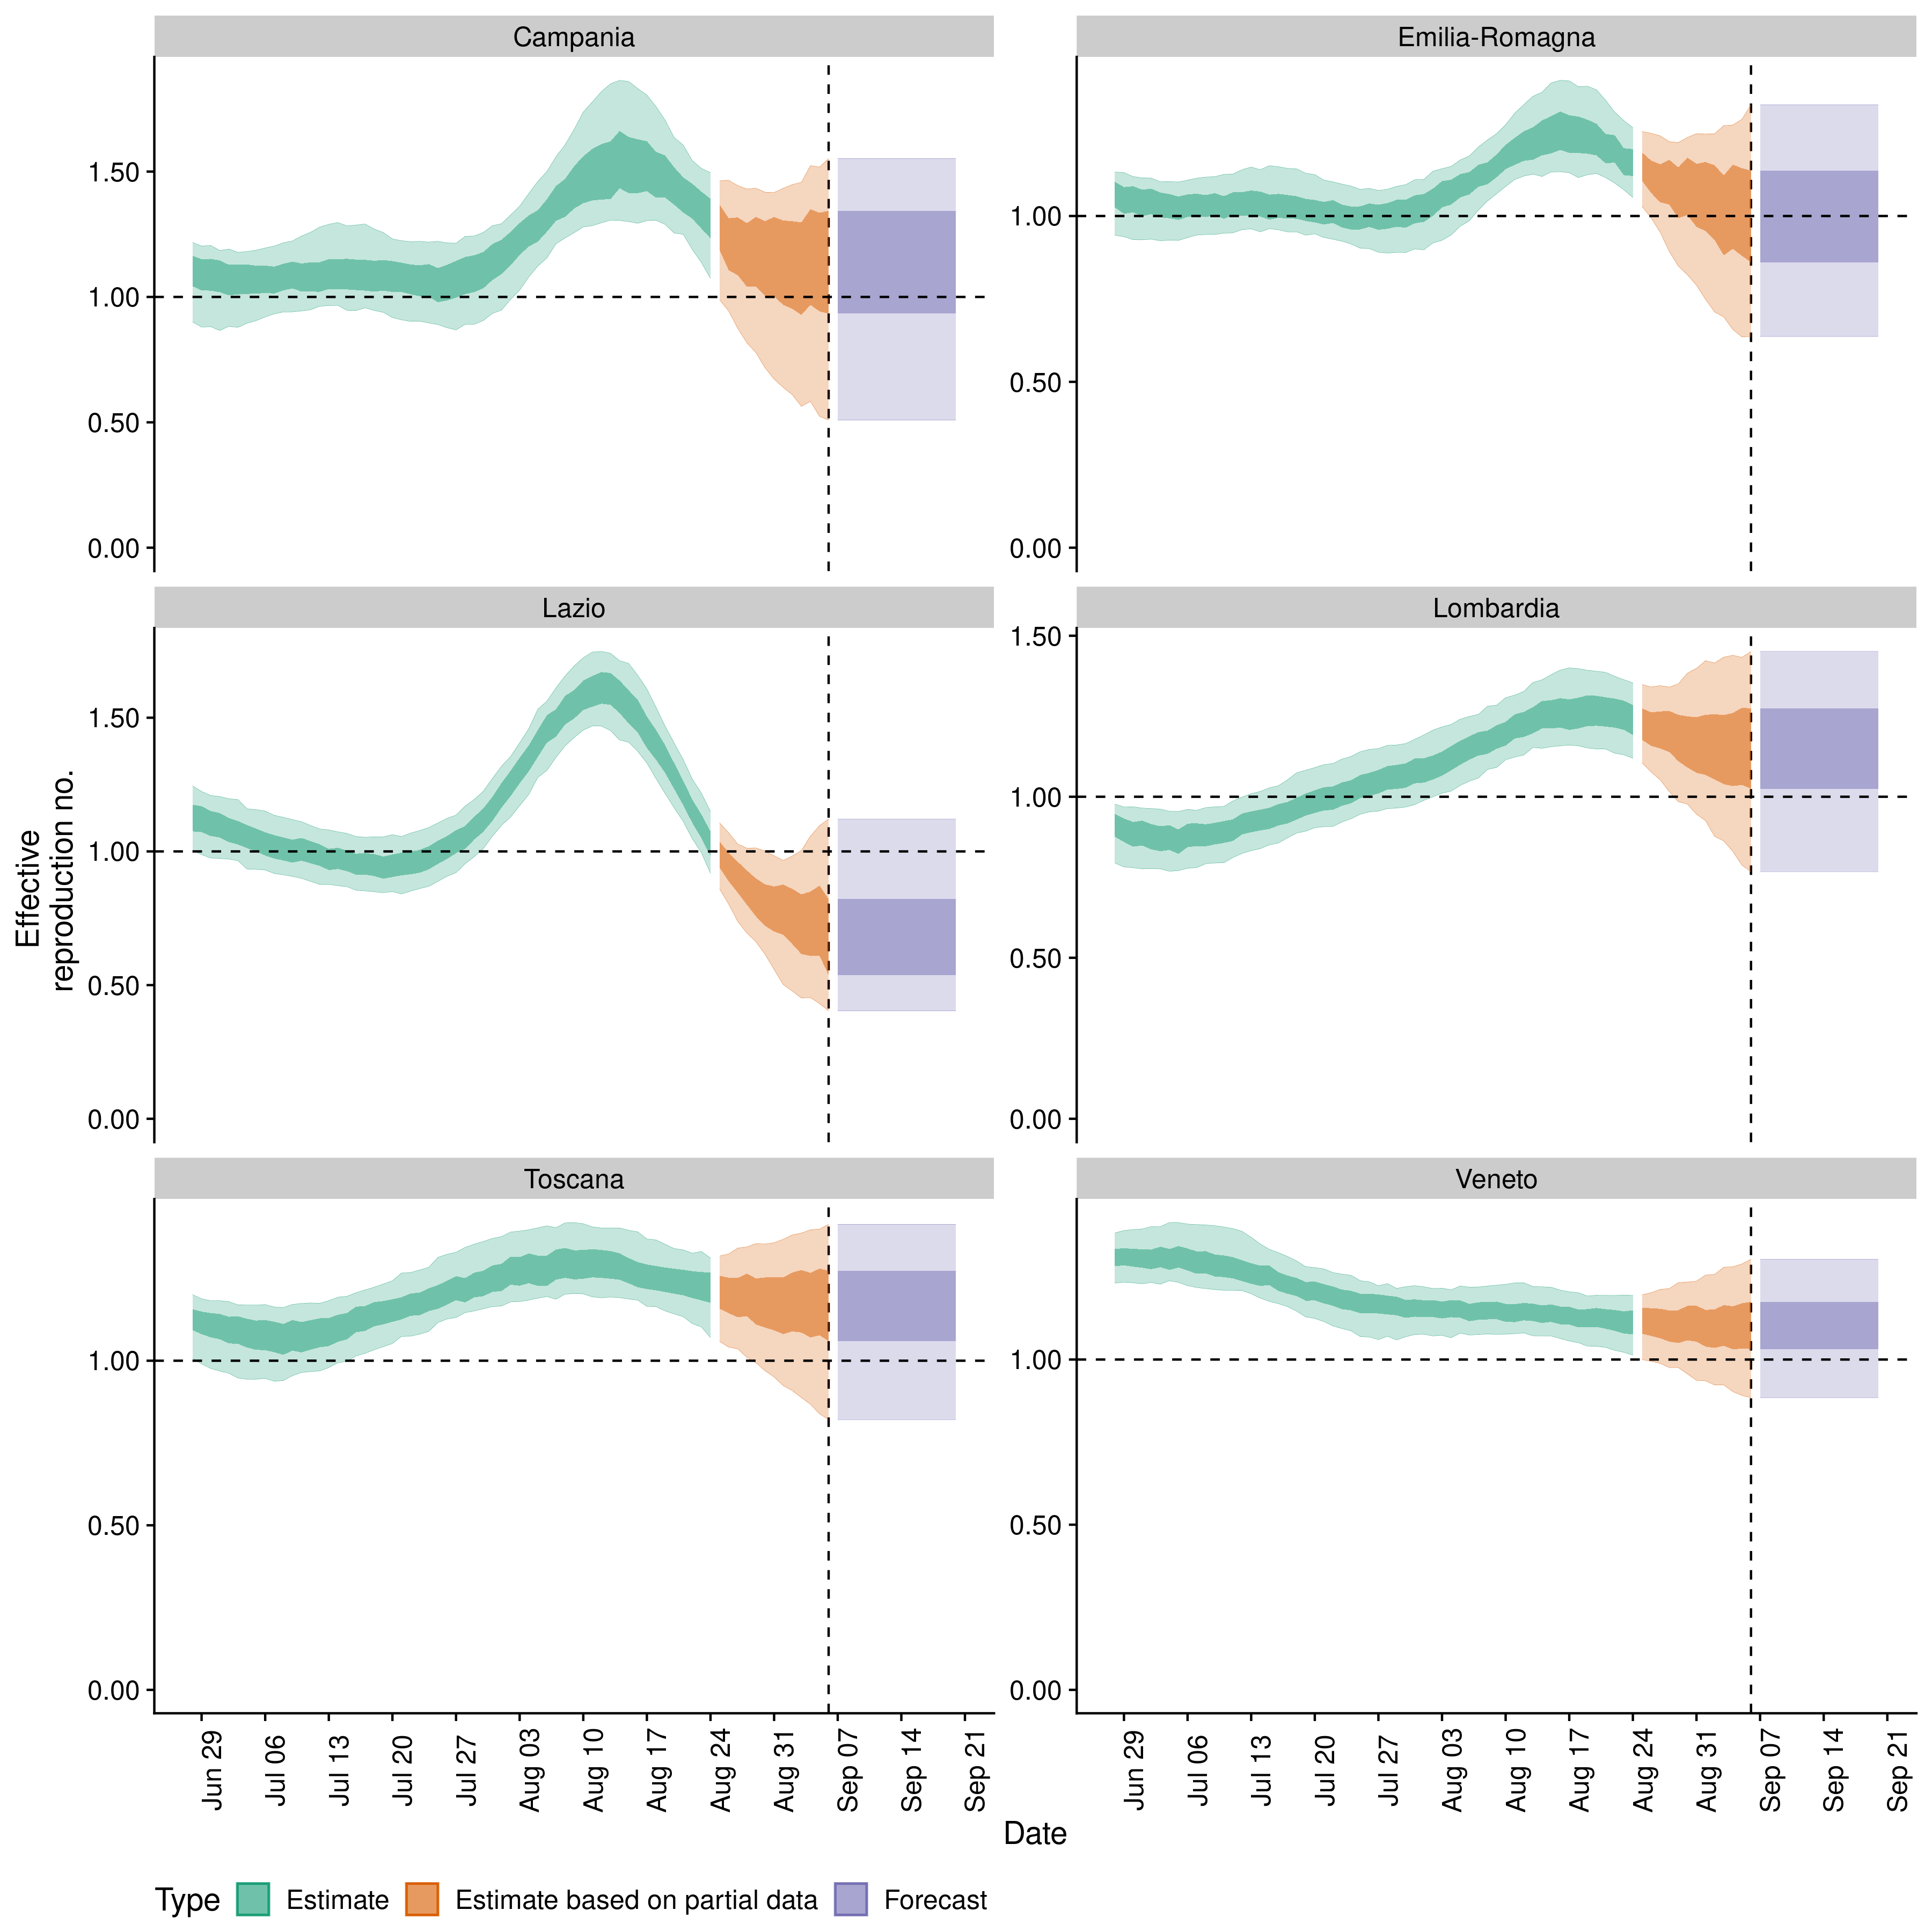 Campania
Emilia-Romagna
1.50
1.00
0.50
0.00
1.00
0.50
0.00
Lazio
Lombardia
1.50
1.00
0.50
0.00
1.50
1.00
0.50
0.00
Effective
reproduction no.
Toscana
Veneto
1.00
0.50
0.00
1.00
0.50
0.00
Jun 29 Jul 06 Jul 13 Jul 20 Jul 27 Aug 03 Aug 10 Aug 17 Aug 24 Aug 31 Sep 07 Sep 14 Sep 21
Jun 29 Jul 06 Jul 13 Jul 20 Jul 27 Aug 03 Aug 10 Aug 17 Aug 24 Aug 31 Sep 07 Sep 14 Sep 21
Date
Type Estimate Estimate based on partial data Forecast